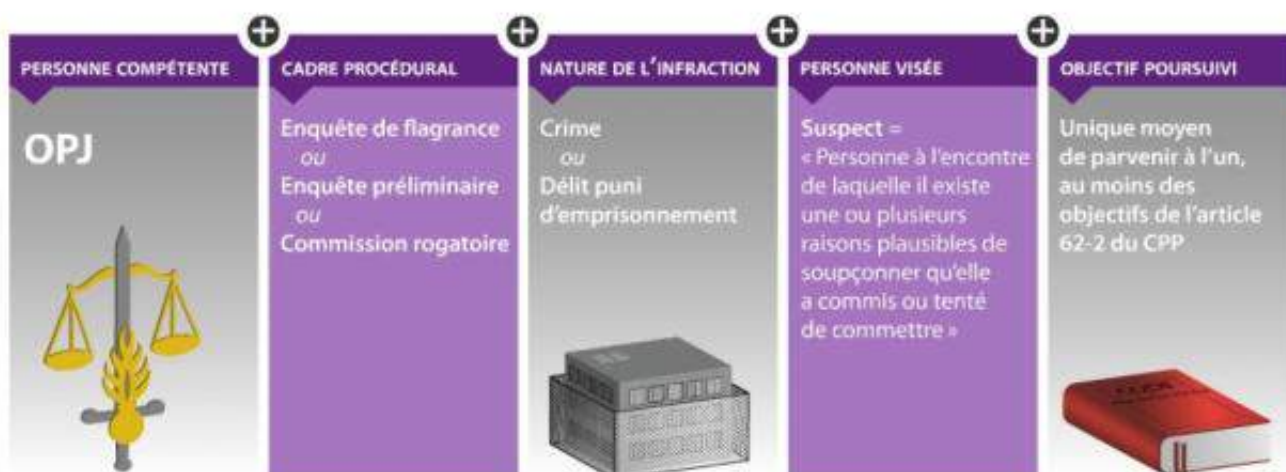 PERSONNE COMPÉTENTE
OPJ
CADRE PROCÉDURAL
Enquête de flagrance
ou
Enquête préliminaire
ou
Commission rogatoire
NATURE DE L'INFRACTION
Crime
ou
Délit puni
d'emprisonnement
PERSONNE VISÉE
Suspect =
« Personne à l'encontre
de laquelle il existe
une ou plusieurs
raisons plausibles de
soupçonner qu'elle
a commis ou tenté
de commettre »
OBJECTIF POURSUIVI
Unique moyen
de parvenir à l'un,
au moins des
objectifs de l'article
62-2 du CPP